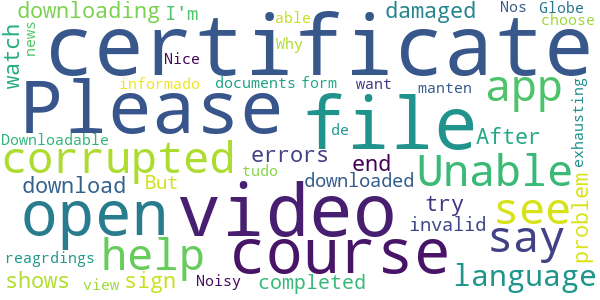 downloading I'm damaged Nos Globe
able choose
certificate
watch news Nice Why
informado documents form want manten app exhausting
Please file
Downloadable de After
corrupted errors end Unable
tudo
download But downloaded see
open video try invalid say problem
help course
reagrdings language
shows view sign Noisy completed